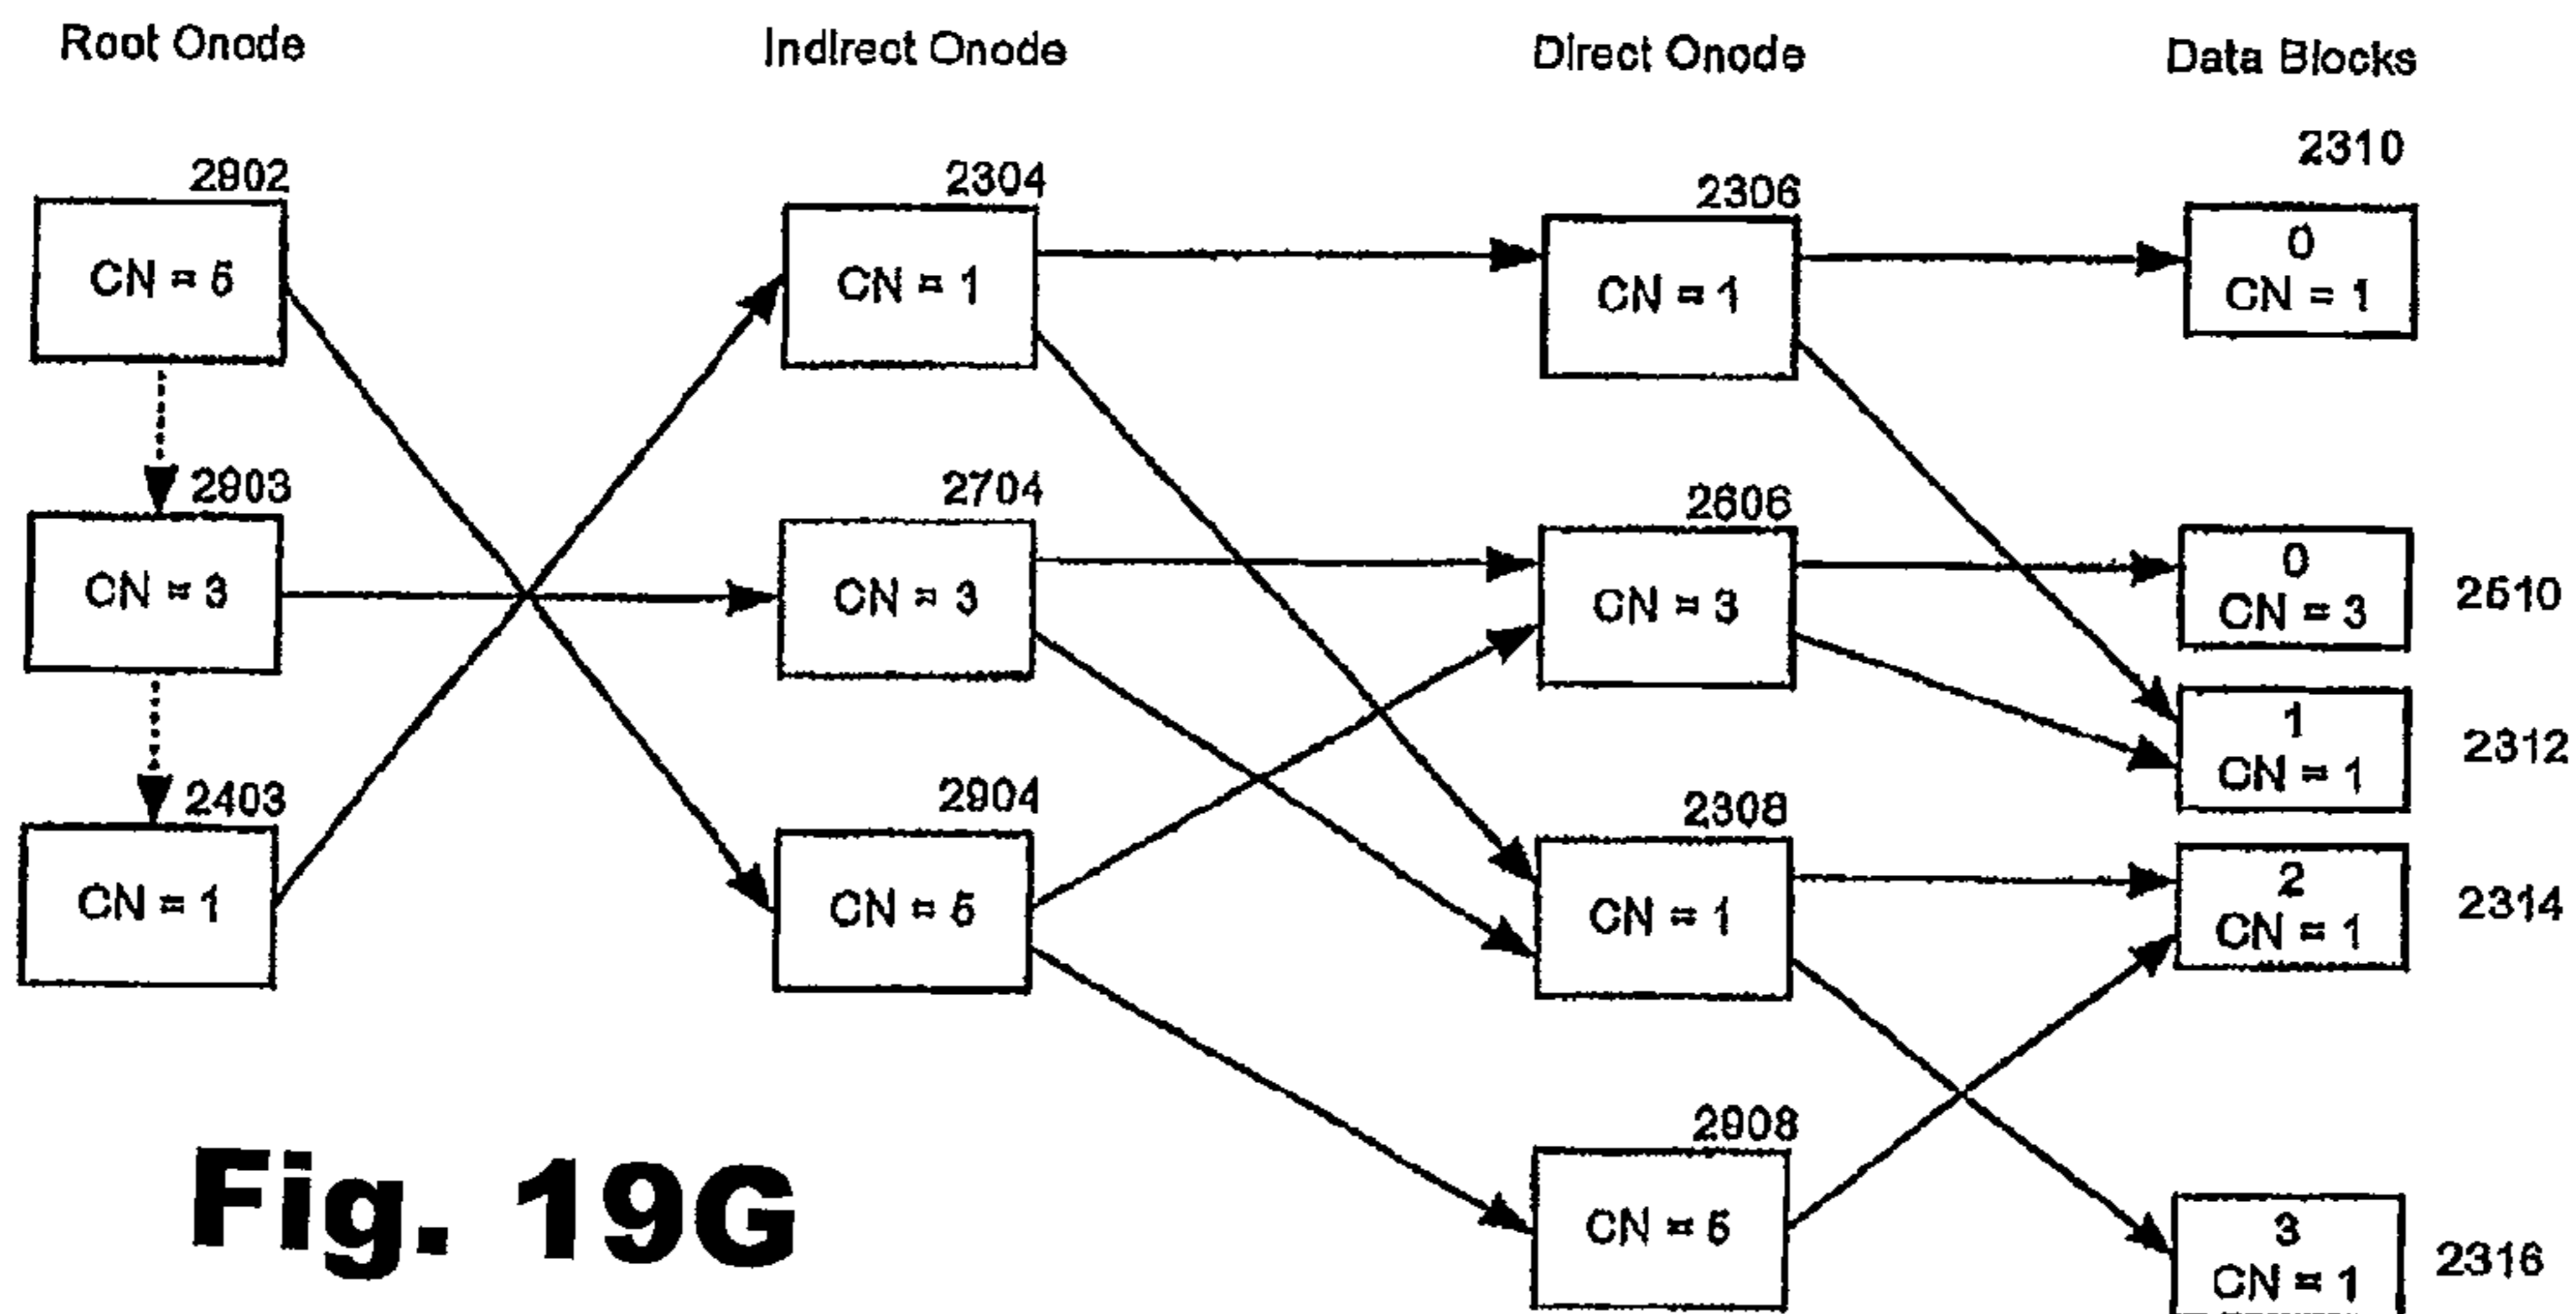 Root Onode
Indirect Onode
Direct Onode
Data Blocks
2902
2304
2306
2310
CN = 5
CN = 1
CN = 1
0
CN = 1
2903
2704
2606
CN = 3
CN = 3
CN = 3
0
CN = 3
2510
1
CN = 1
2312
2403
2904
2308
CN = 1
CN = 5
CN = 1
2
CN = 1
2314
2908
CN = 5
3
CN = 1
2316
Fig. 19G